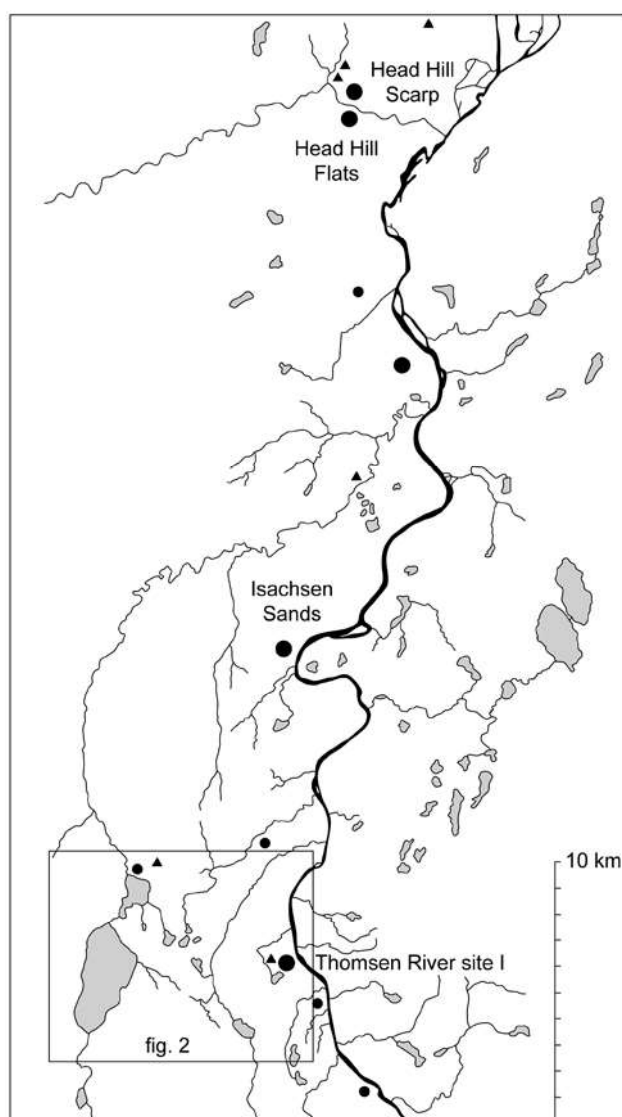 Head Hill
Scarp
Head Hill
Flats
Isachsen
Sands
10 km
Thomsen River site I
fig. 2